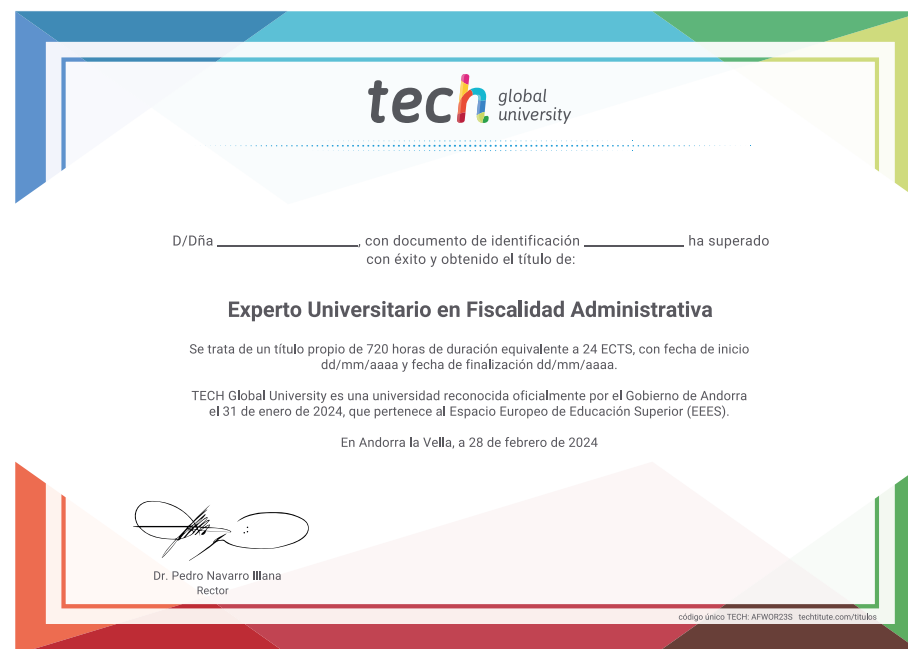 tech global
university
D/Dña ________________, con documento de identificación ____________ ha superado
con éxito y obtenido el título de:
Experto Universitario en Fiscalidad Administrativa
Se trata de un título propio de 720 horas de duración equivalente a 24 ECTS, con fecha de inicio
dd/mm/aaaa y fecha de finalización dd/mm/aaaa.
TECH Global University es una universidad reconocida oficialmente por el Gobierno de Andorra
el 31 de enero de 2024, que pertenece al Espacio Europeo de Educación Superior (EEES).
En Andorra la Vella, a 28 de febrero de 2024
Dr. Pedro Navarro Illana
Rector
código único TECH: AFWOR23S techtitute.com/titulos